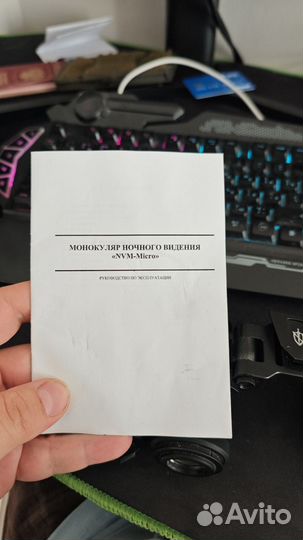 МОНОКУЛЯР НОЧНОГО ВИДЕНИЯ
«NVM-Micro»
РУКОВОДСТВО ПО ЭКСПЛУАТАЦИИ
Avito